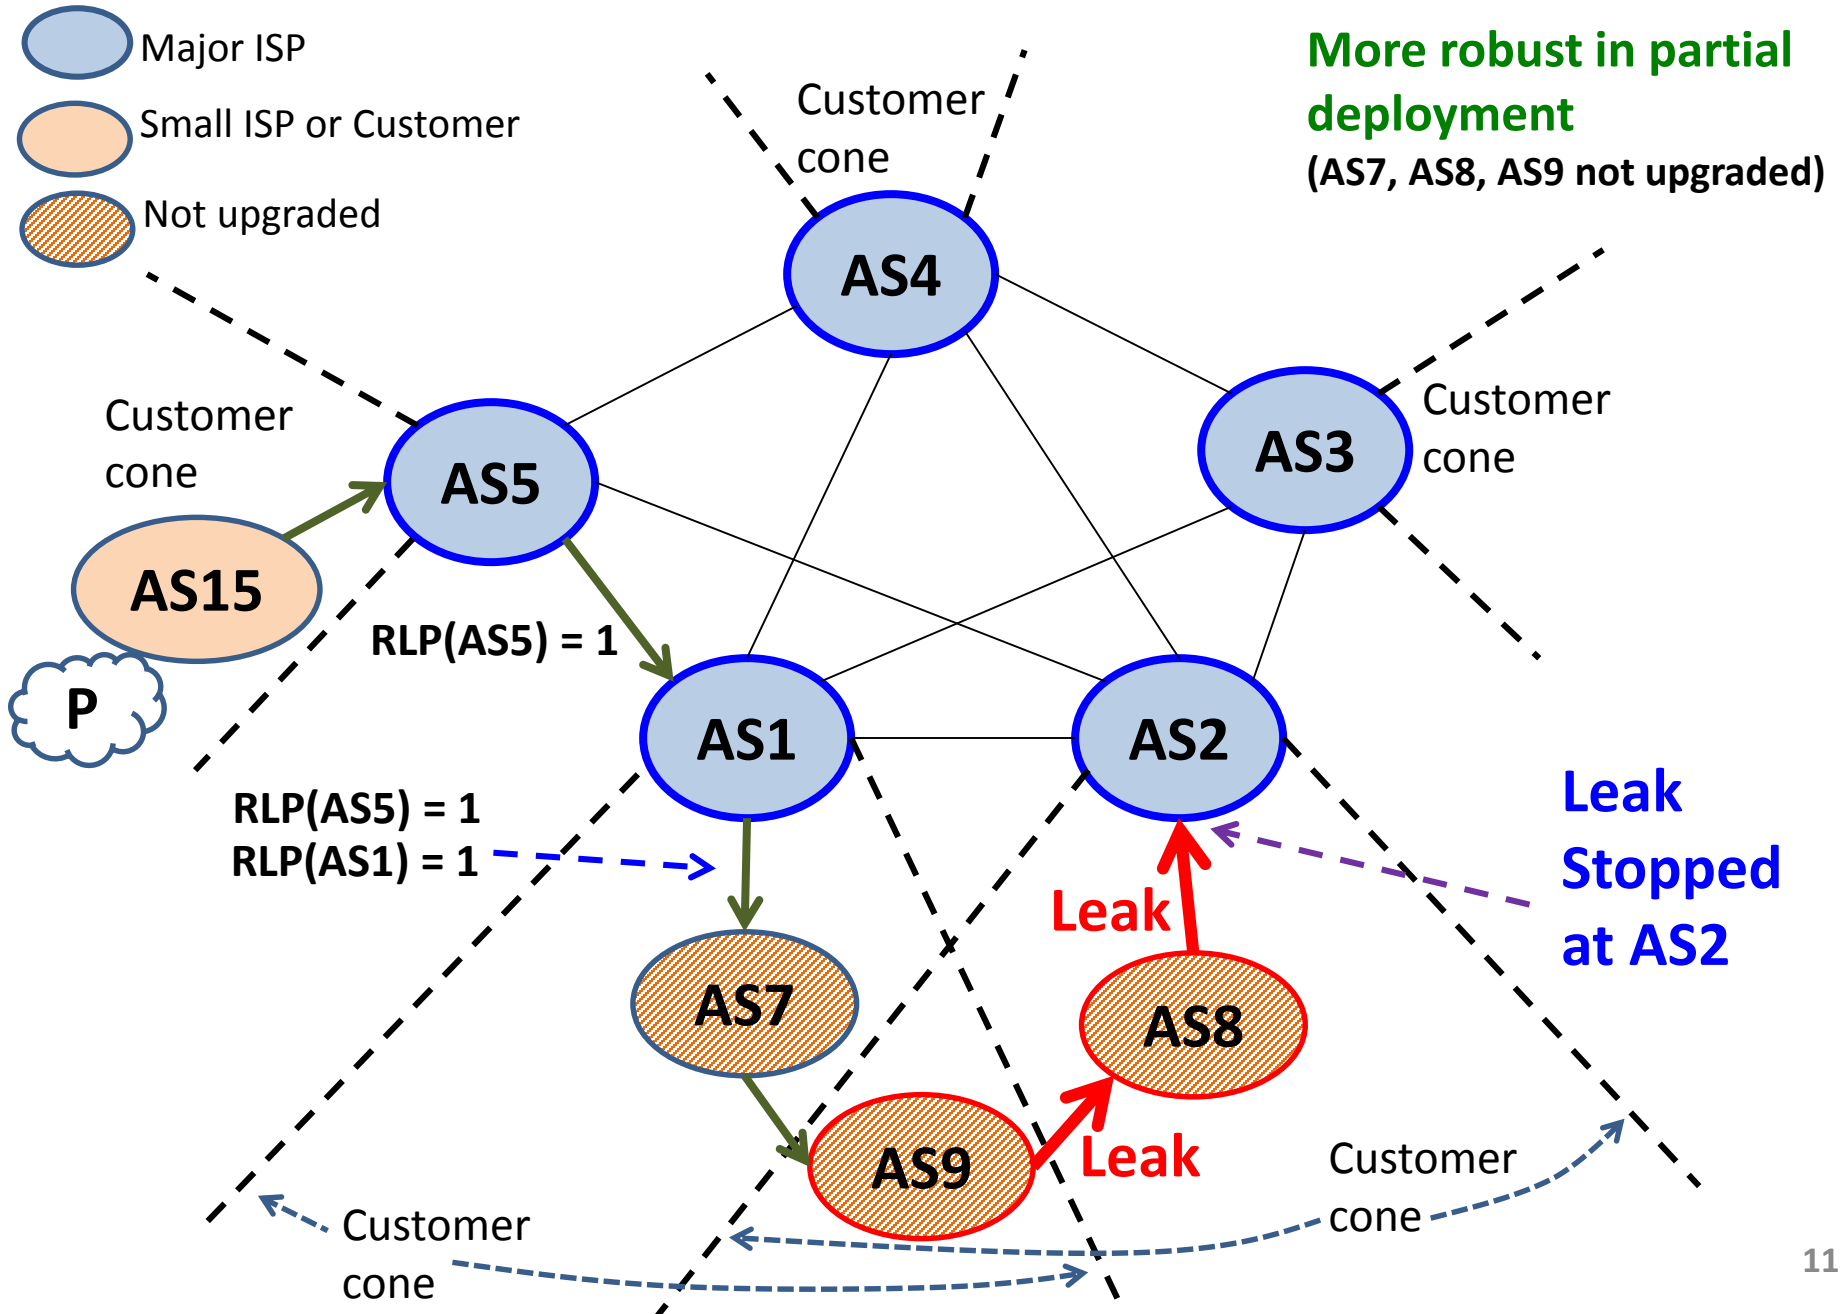 Major ISP
Small ISP or Customer
Not upgraded
Customer
cone
More robust in partial
deployment
(AS7, AS8, AS9 not upgraded)
AS4
Customer
cone
AS5
AS3
Customer
cone
AS15
P
RLP(AS5) = 1
AS1
AS2
RLP(AS5) = 1
RLP(AS1) = 1
Leak
Stopped
at AS2
Leak
AS7
AS8
AS9
Leak
Customer
cone
Customer
cone
11